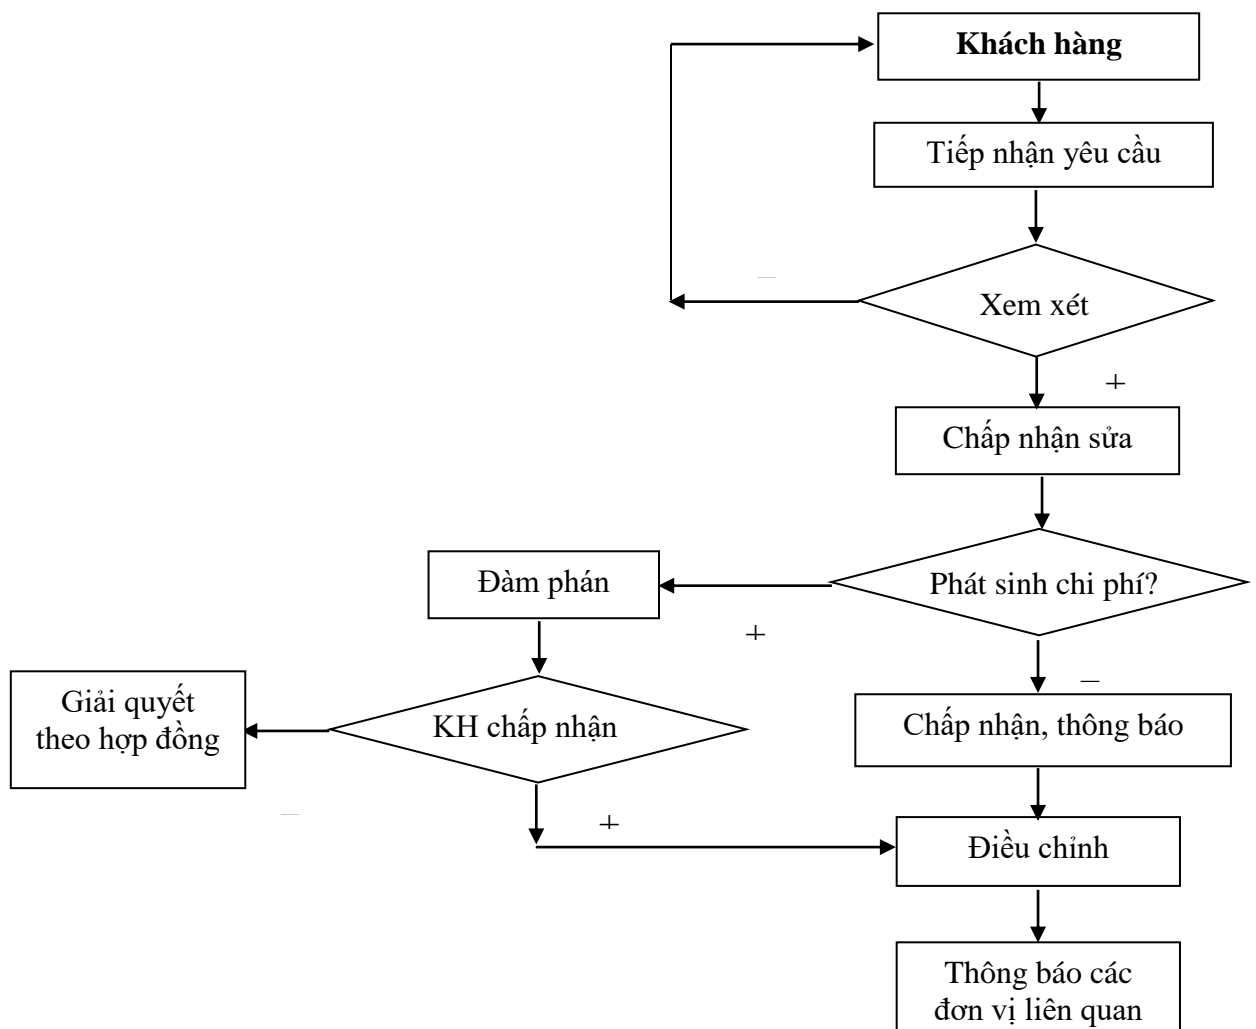 Khách hàng
Tiếp nhận yêu cầu
–
Xem xét
+
Chấp nhận sửa
Đàm phán
Phát sinh chi phí?
+
–
Giải quyết
theo hợp đồng
KH chấp nhận
Chấp nhận, thông báo
–
+
Điều chỉnh
Thông báo các
đơn vị liên quan